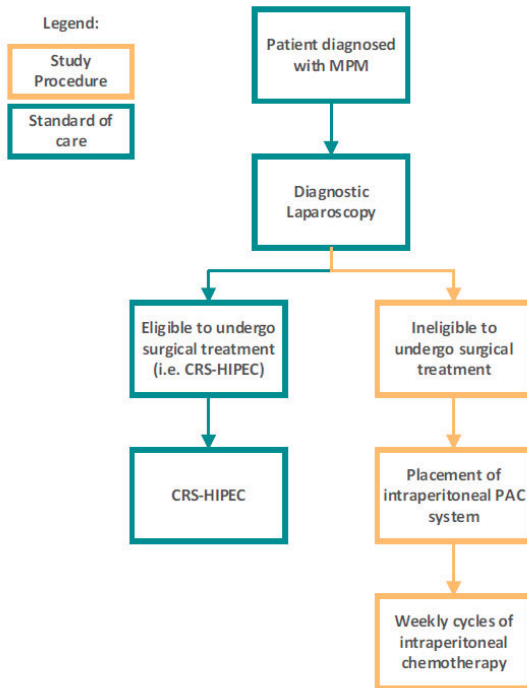 Legend:
Study
Procedure
Standard of
care
Patient diagnosed
with MPM
Diagnostic
Laparoscopy
Eligible to undergo
surgical treatment
(i.e. CRS-HIPEC)
Ineligible to
undergo surgical
treatment
CRS-HIPEC
Placement of
intraperitoneal PAC
system
Weekly cycles of
intraperitoneal
chemotherapy